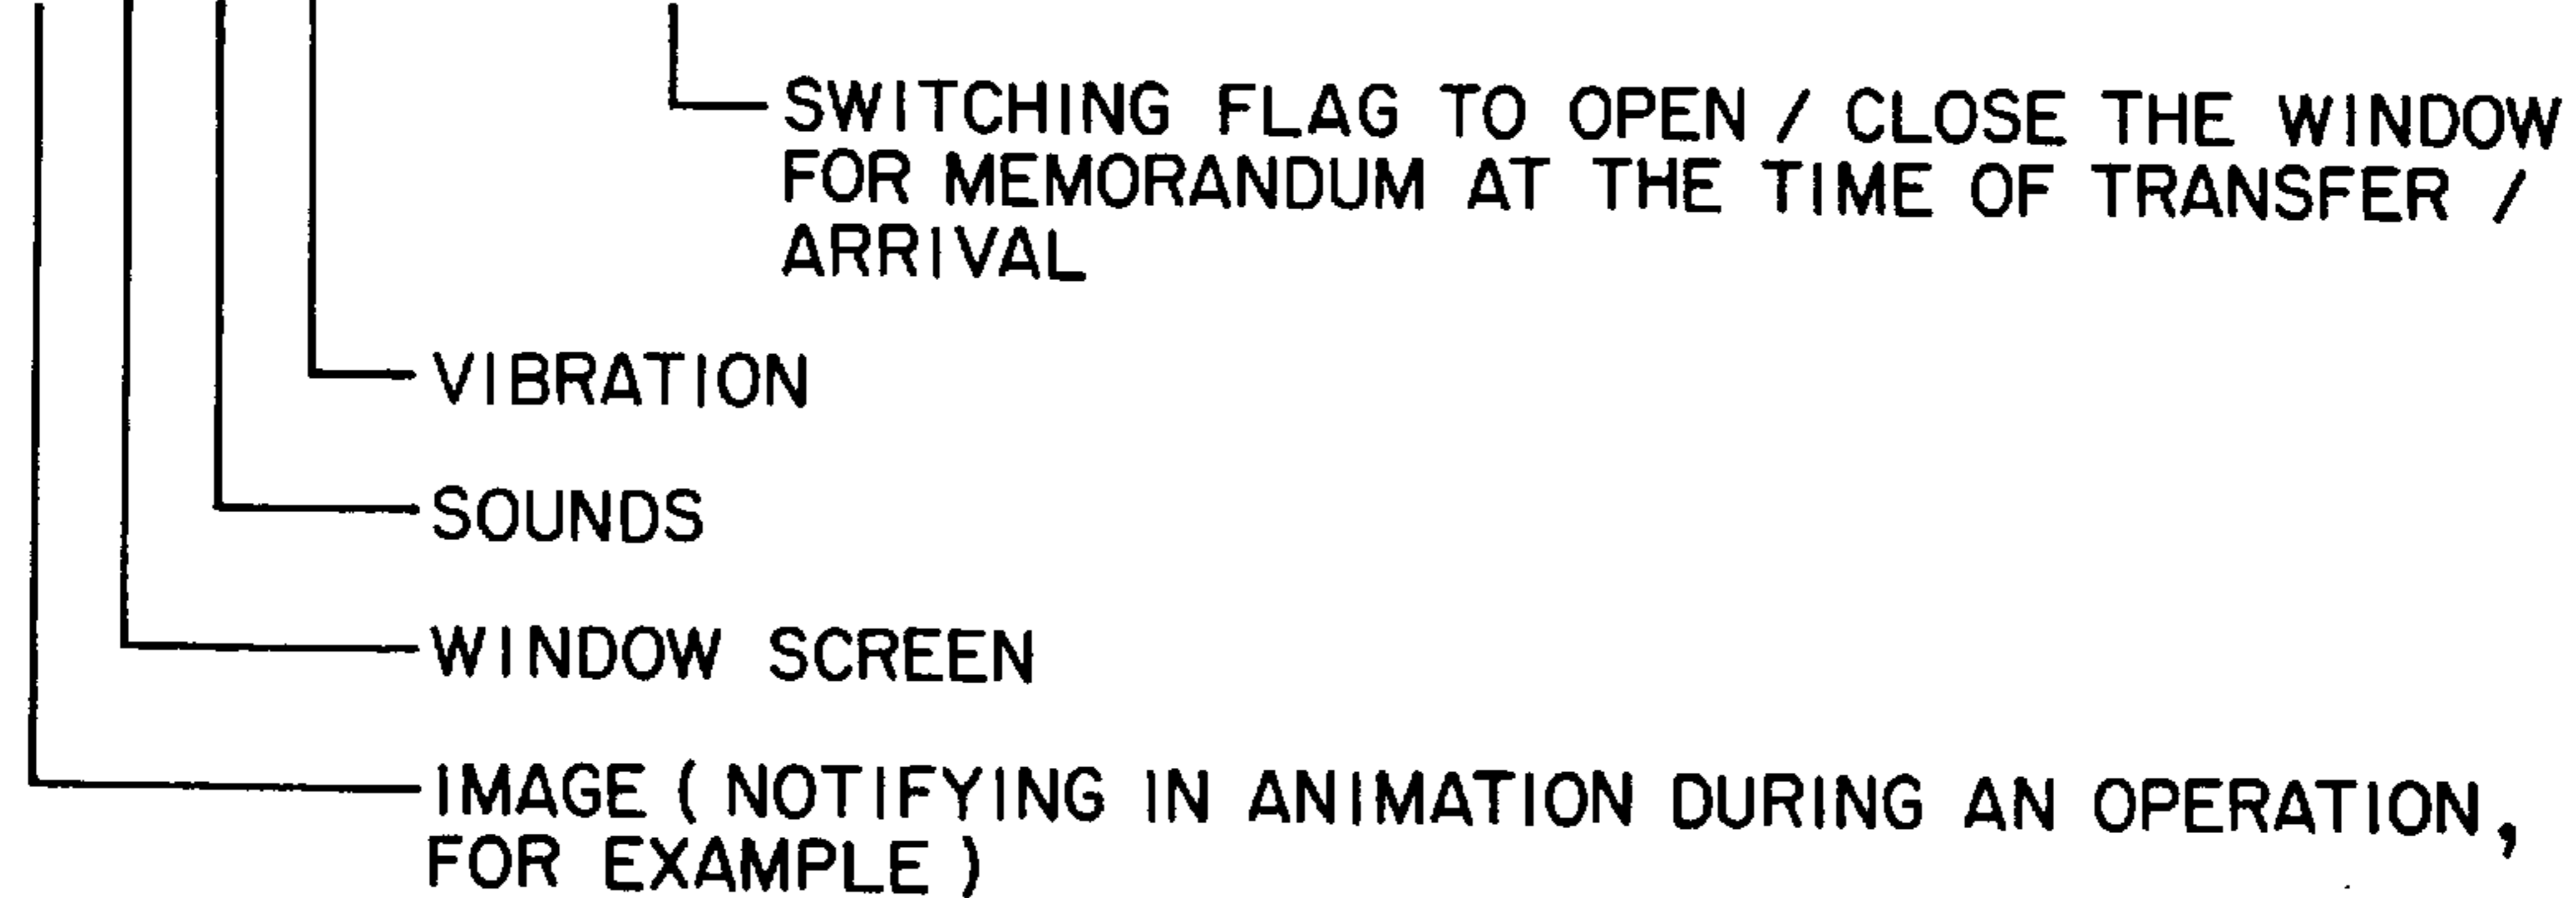 SWITCHING FLAG TO OPEN / CLOSE THE WINDOW
FOR MEMORANDUM AT THE TIME OF TRANSFER /
ARRIVAL
VIBRATION
SOUNDS
WINDOW SCREEN
IMAGE ( NOTIFYING IN ANIMATION DURING AN OPERATION,
FOR EXAMPLE )